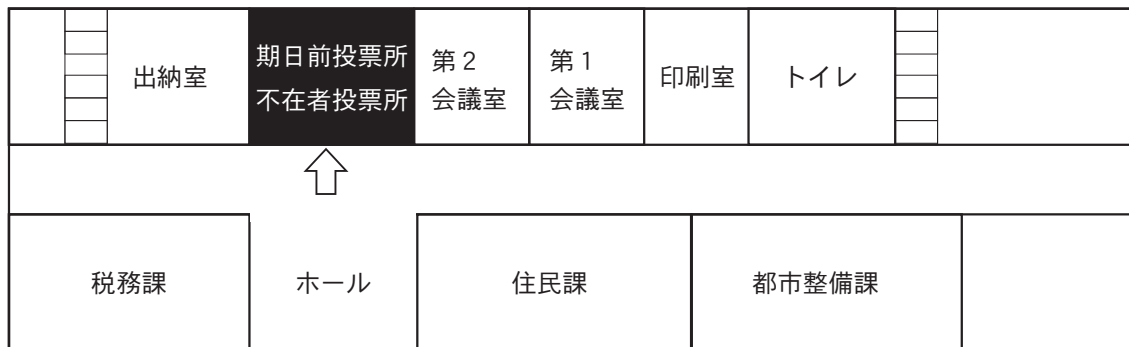 出納室
期日前投票所
不在者投票所
第２
会議室
第１
会議室
印刷室
トイレ
税務課
ホール
住民課
都市整備課